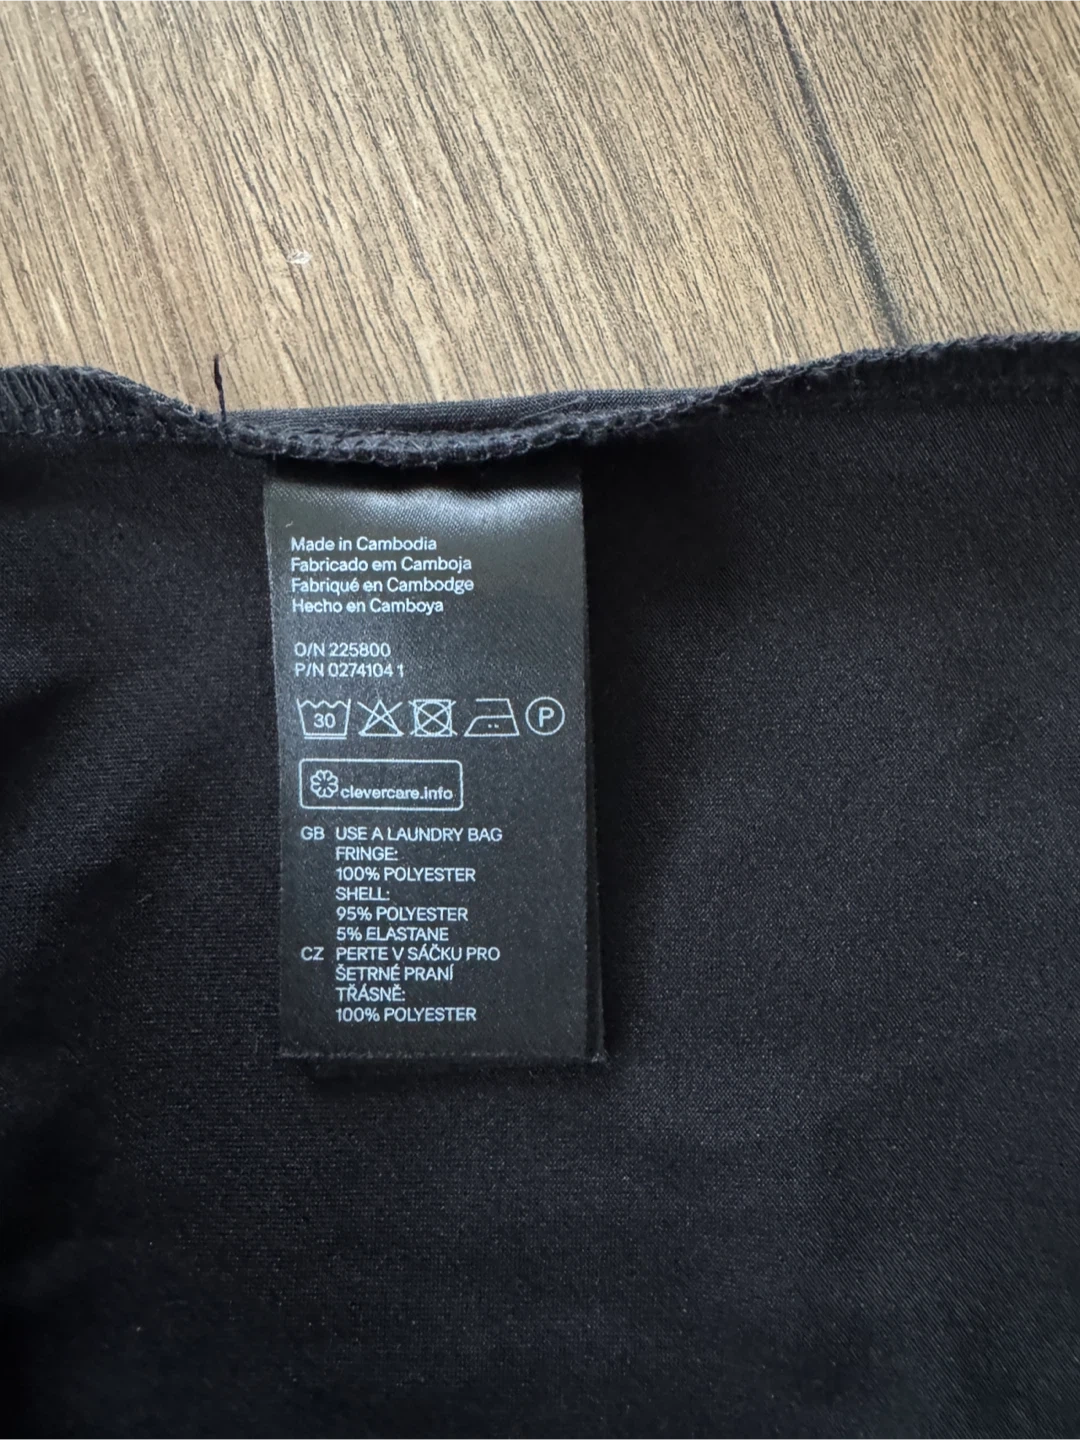 Made in Cambodia
Fabricado em Camboja
Fabriqué en Cambodge
Hecho en Camboya
O/N 225800
P/N 0274104 1
30 P
clevercare.info
GB USE A LAUNDRY BAG
FRINGE:
100% POLYESTER
SHELL:
95% POLYESTER
5% ELASTANE
CZ PERTE V SÁČKU PRO
ŠETRNÉ PRANÍ
TŘÁSNĚ:
100% POLYESTER